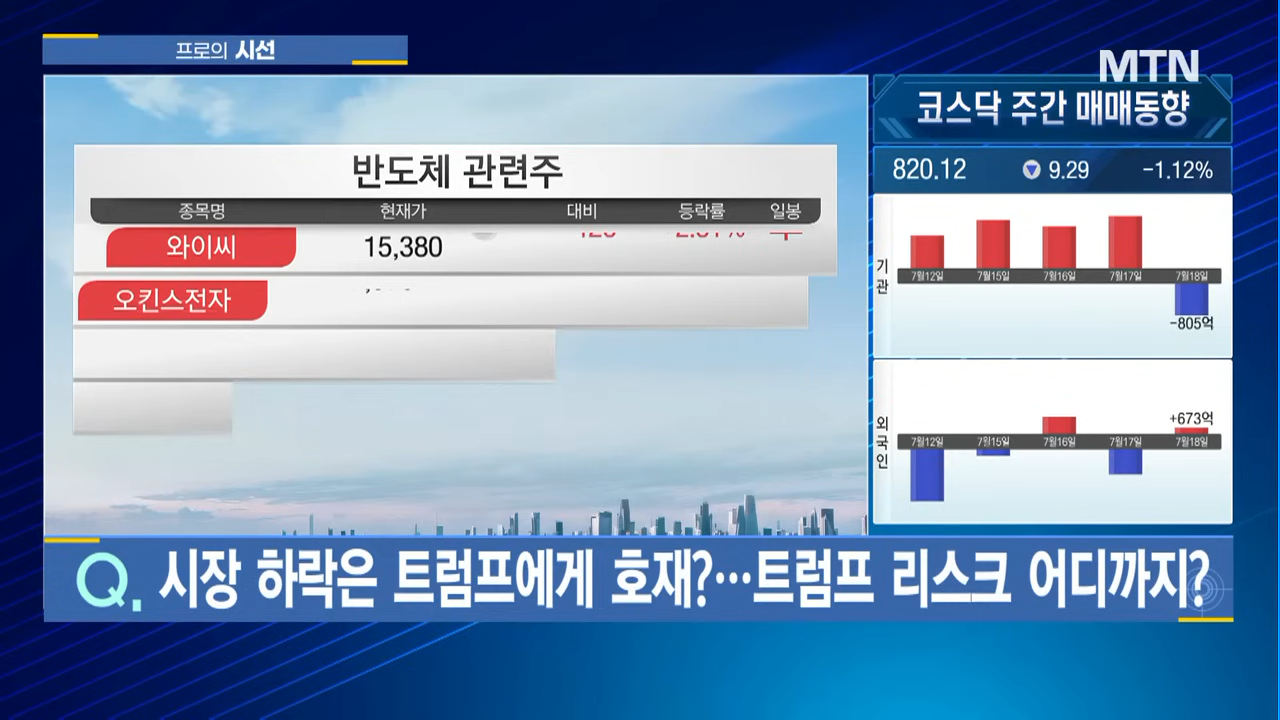 프로의 시선
MTN
코스닥 주간 매매동향
820.12 ▼ 9.29 -1.12%
반도체 관련주
종목명 현재가 대비 등락률 일봉
와이씨 15,380
오킨스전자
기관
7월12일 7월15일 7월16일 7월17일 7월18일
-805억
외국인
+673억
7월12일 7월15일 7월16일 7월17일 7월18일
Q. 시장 하락은 트럼프에게 호재?…트럼프 리스크 어디까지?